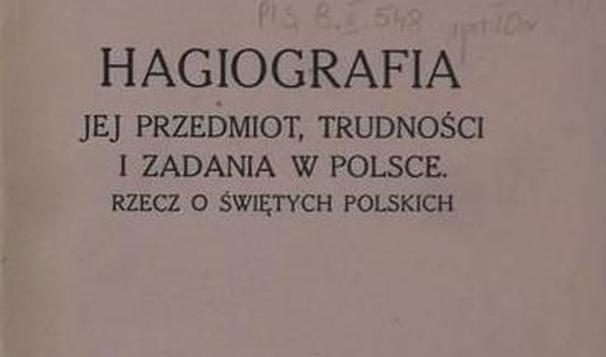 HAGIOGRAFIA
JEJ PRZEDMIOT, TRUDNOŚCI
I ZADANIA W POLSCE.
RZECZ O ŚWIĘTYCH POLSKICH